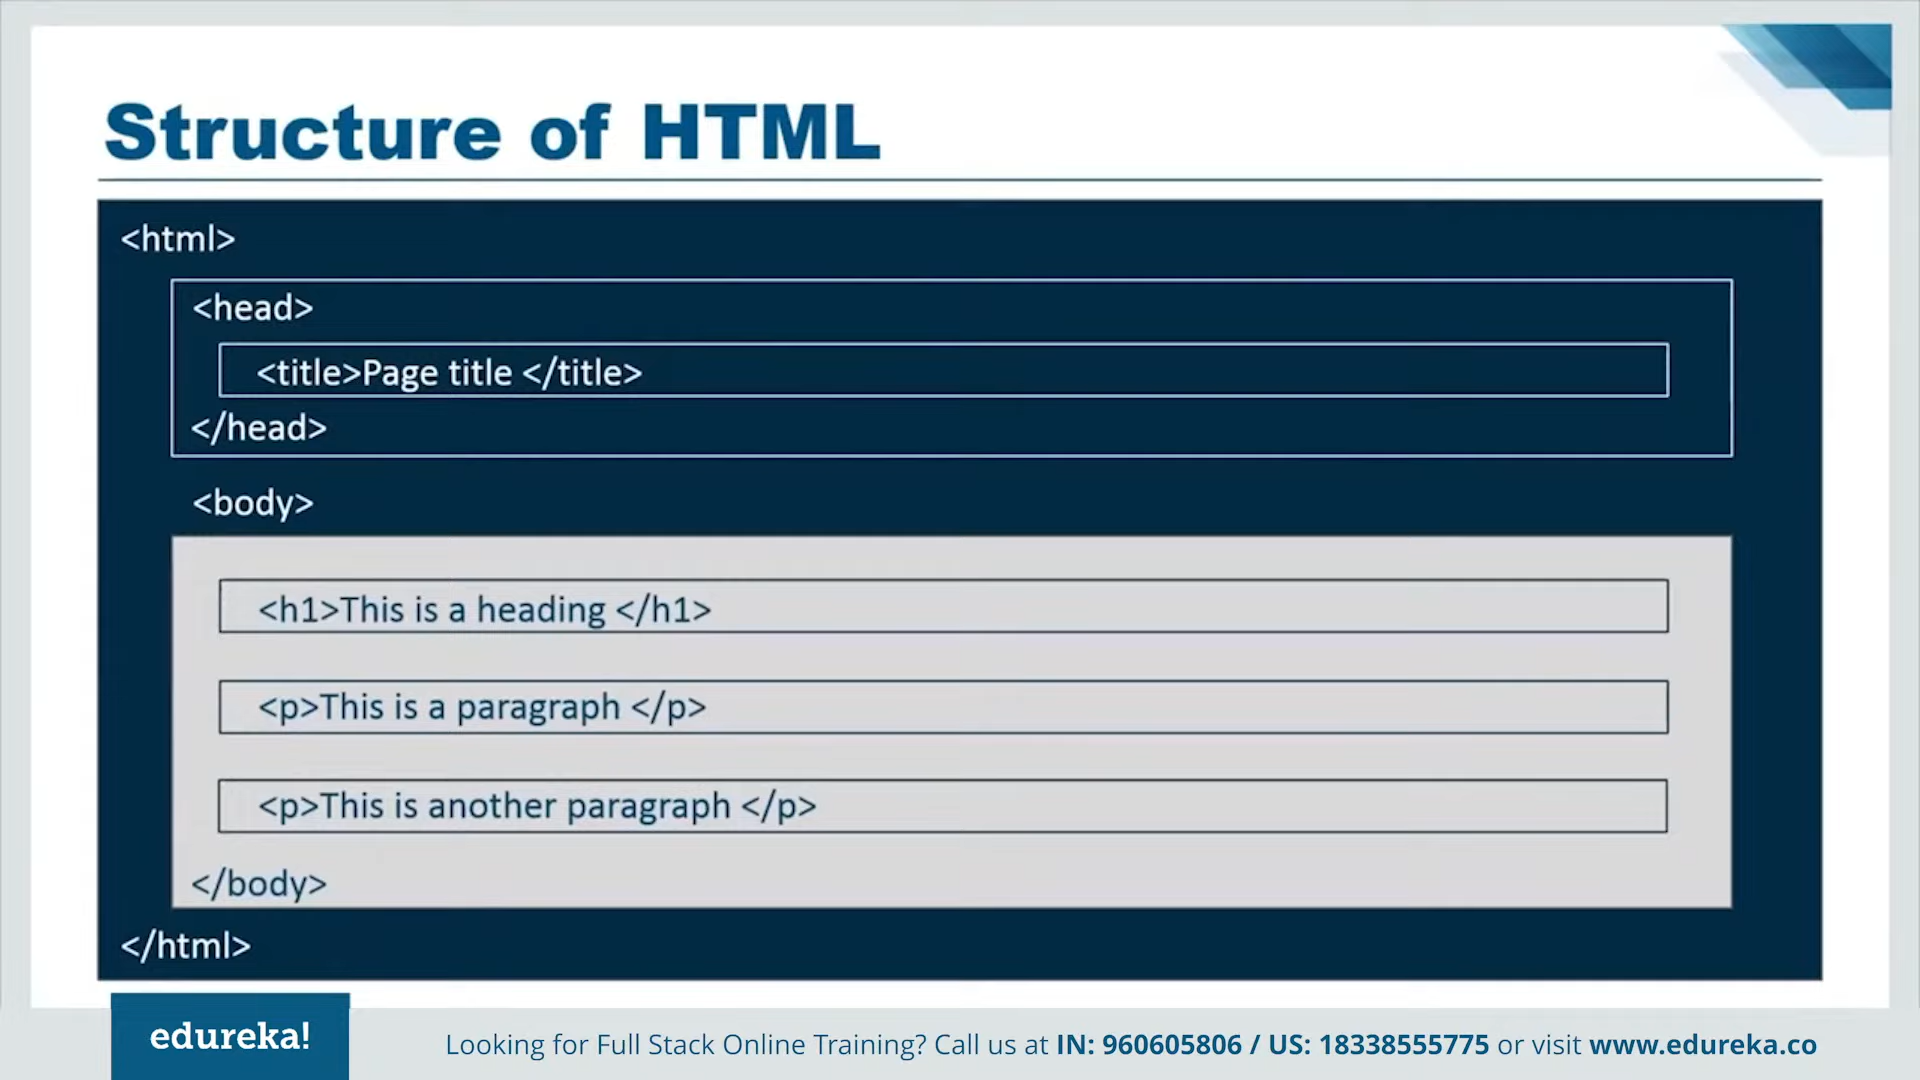 Structure of HTML
<html>
<head>
<title>Page title </title>
</head>
<body>
<h1>This is a heading </h1>
<p>This is a paragraph </p>
<p>This is another paragraph </p>
</body>
</html>
edureka!
Looking for Full Stack Online Training? Call us at IN: 960605806 / US: 18338555775 or visit www.edureka.co